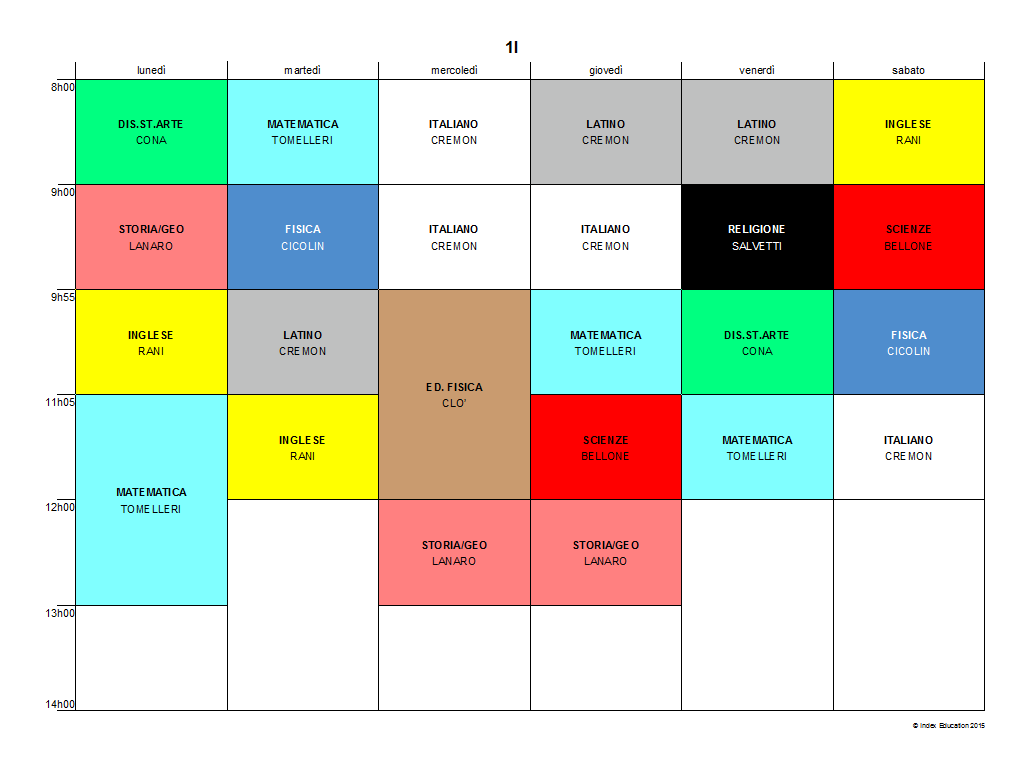 1I
lunedì martedì mercoledì giovedì venerdì sabato
8h00
DIS.ST.ARTE MATEMATICA ITALIANO LATINO LATINO INGLESE
CONA TOMELLERI CREMON CREMON CREMON RANI
9h00
STORIA/GEO FISICA ITALIANO ITALIANO RELIGIONE SCIENZE
LANARO CICOLIN CREMON CREMON SALVETTI BELLONE
9h55
INGLESE LATINO MATEMATICA DIS.ST.ARTE FISICA
RANI CREMON TOMELLERI CONA CICOLIN
ED. FISICA
CLO'
11h05
INGLESE SCIENZE MATEMATICA ITALIANO
RANI BELLONE TOMELLERI CREMON
MATEMATICA
TOMELLERI
12h00
STORIA/GEO STORIA/GEO
LANARO LANARO
13h00
14h00
© Index Education 2015